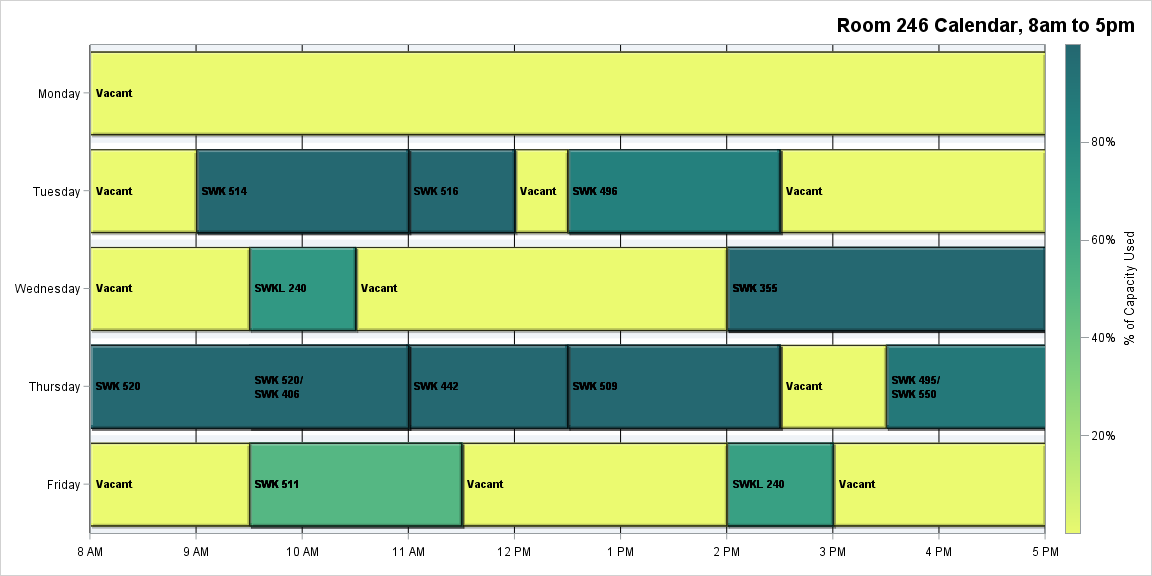 Room 246 Calendar, 8am to 5pm
Monday
Vacant
Tuesday
Vacant
SWK 514
SWK 516
Vacant
SWK 496
Vacant
Wednesday
Vacant
SWKL 240
Vacant
SWK 355
Thursday
SWK 520
SWK 520/
SWK 406
SWK 442
SWK 509
Vacant
SWK 495/
SWK 550
Friday
Vacant
SWK 511
Vacant
SWKL 240
Vacant
8 AM
9 AM
10 AM
11 AM
12 PM
1 PM
2 PM
3 PM
4 PM
5 PM
80%
60%
40%
20%
% of Capacity Used